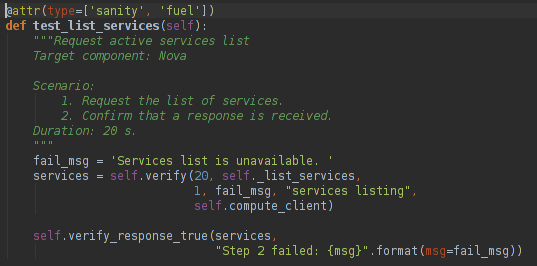 @attr(type=['sanity', 'fuel'])
def test_list_services(self):
    """Request active services list
    Target component: Nova

    Scenario:
        1. Request the list of services.
        2. Confirm that a response is received.
    Duration: 20 s.
    """
    fail_msg = 'Services list is unavailable. '
    services = self.verify(20, self._list_services,
                           1, fail_msg, "services listing",
                           self.compute_client)

    self.verify_response_true(services,
                              "Step 2 failed: {msg}".format(msg=fail_msg))